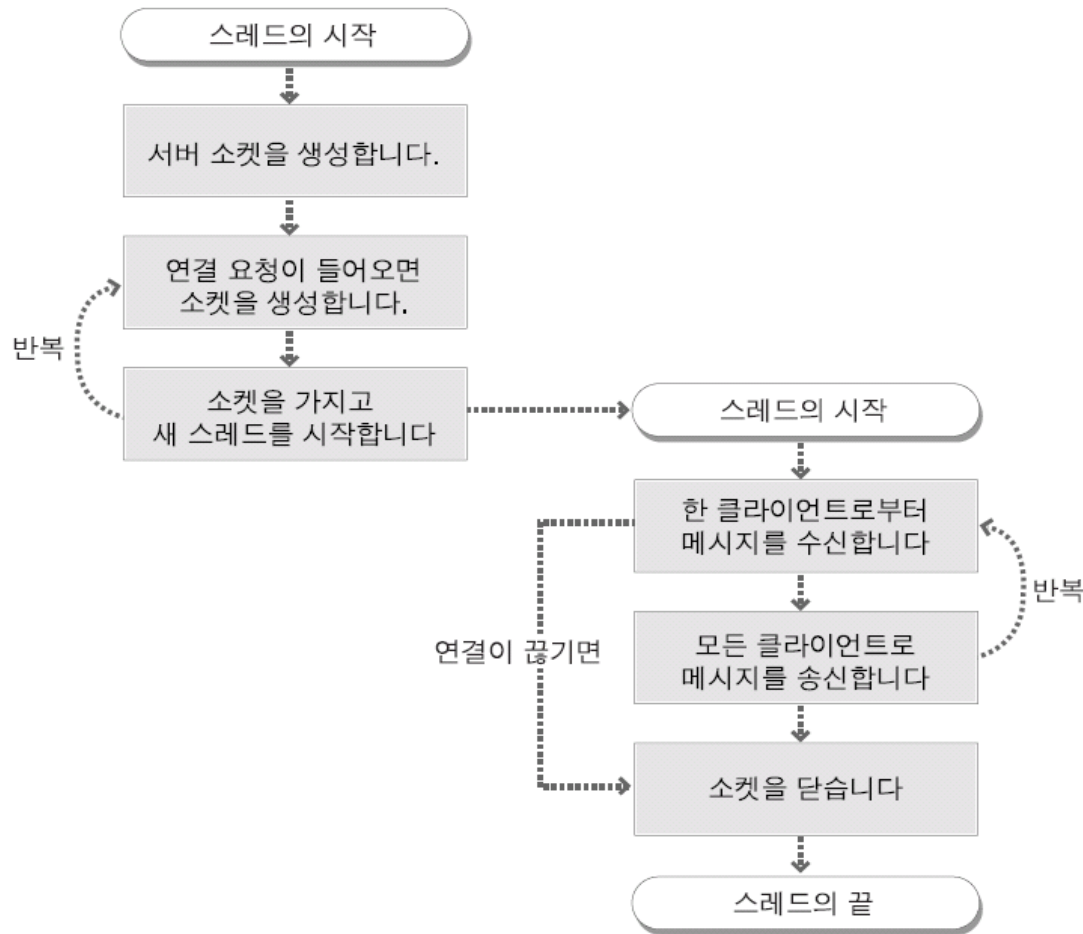 스레드의 시작
서버 소켓을 생성합니다.
연결 요청이 들어오면
소켓을 생성합니다.
반복
소켓을 가지고
새 스레드를 시작합니다
스레드의 시작
한 클라이언트로부터
메시지를 수신합니다
반복
모든 클라이언트로
메시지를 송신합니다
연결이 끊기면
소켓을 닫습니다
스레드의 끝